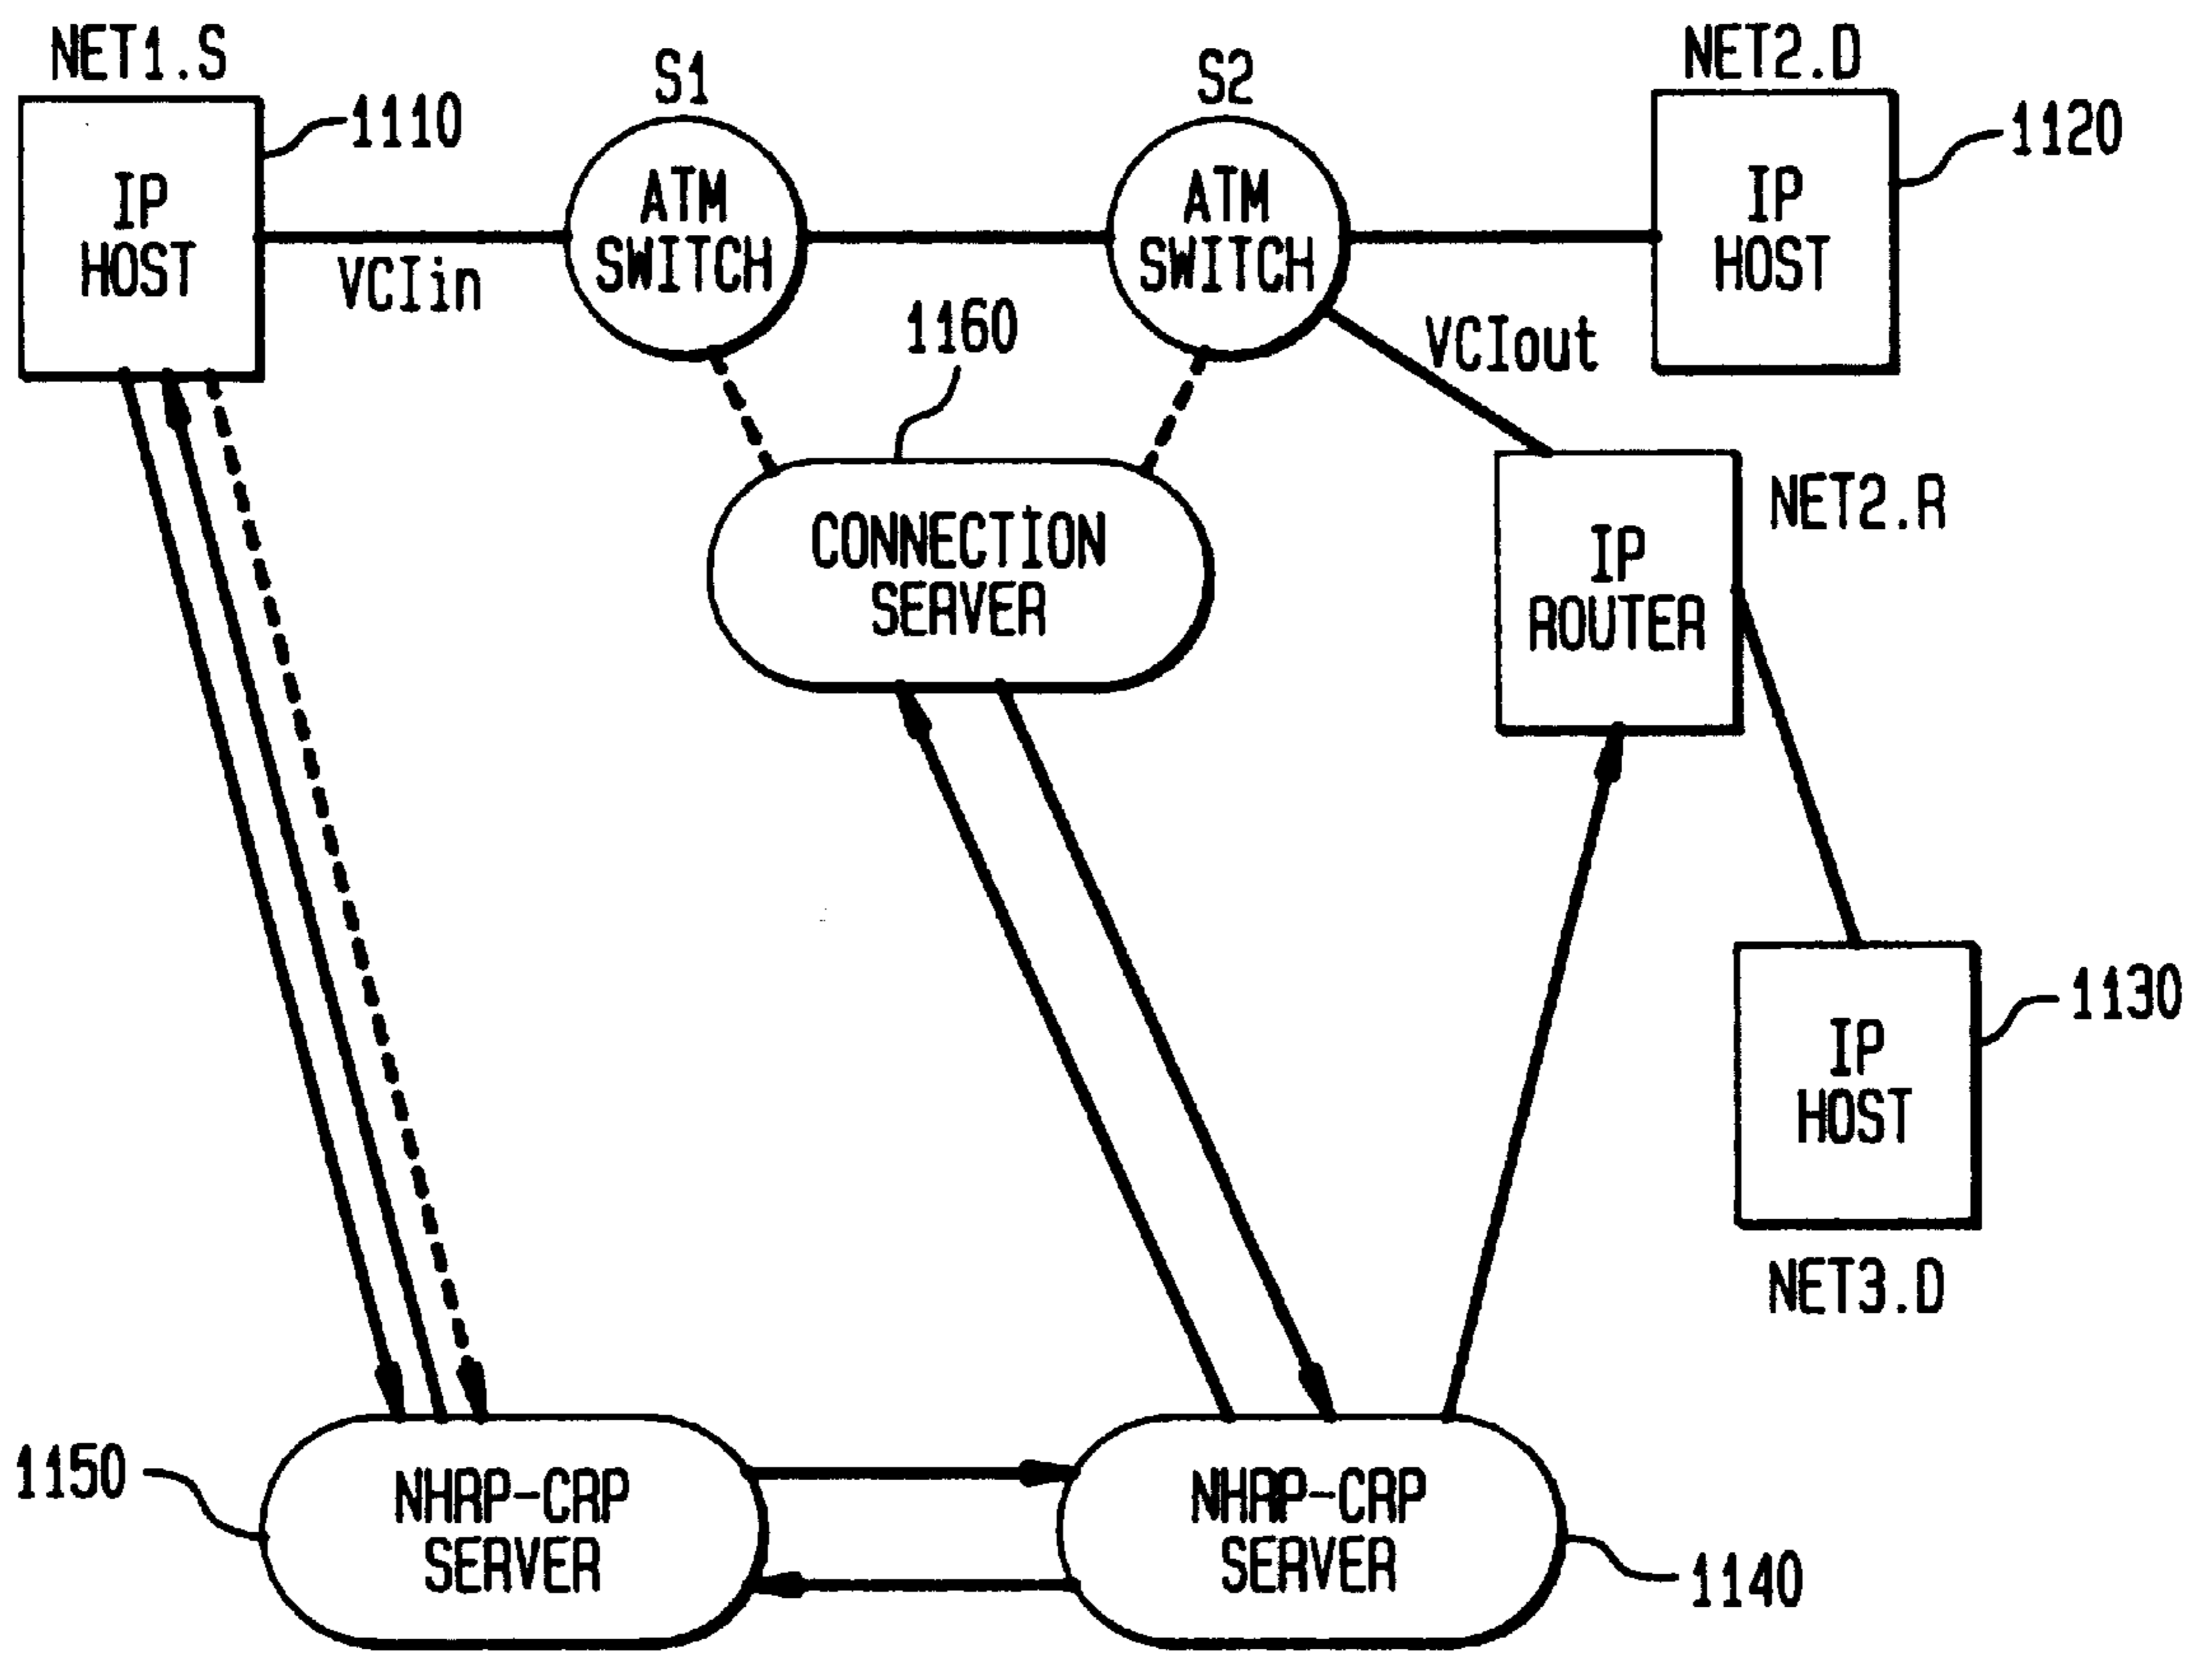 NET1.S
S1
S2
NET2.D
1110
1120
IP
HOST
ATM
SWITCH
ATM
SWITCH
IP
HOST
VCIin
1160
VCIout
CONNECTION
SERVER
NET2.R
IP
ROUTER
1130
IP
HOST
NET3.D
1150
NHRP-CRP
SERVER
NHRP-CRP
SERVER
1140